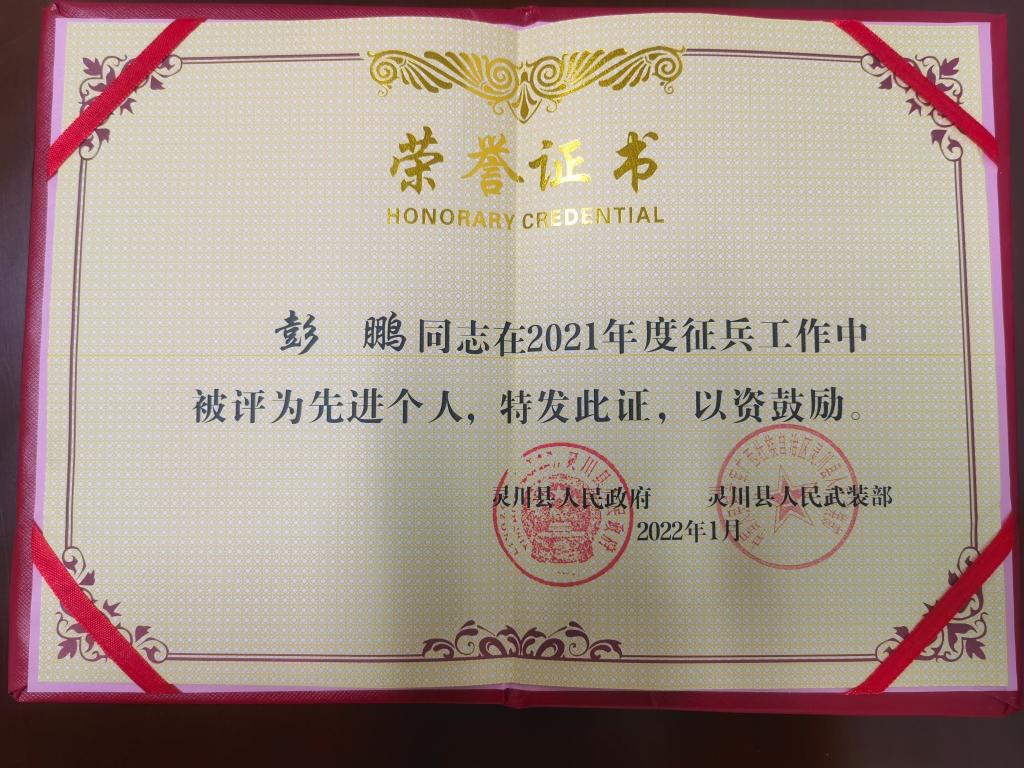 荣誉证书
HONORARY CREDENTIAL
彭 鹏同志在2021年度征兵工作中
被评为先进个人，特发此证，以资鼓励。
灵川县人民政府 灵川县人民武装部
2022年1月